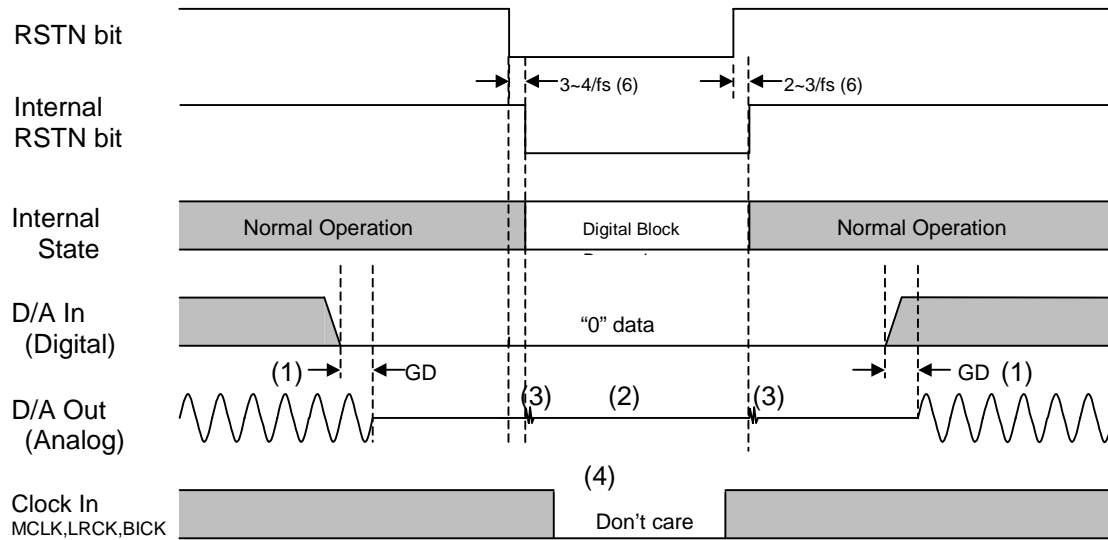 RSTN bit
3~4/fs (6)
2~3/fs (6)
Internal
RSTN bit
Internal
State
Normal Operation
Digital Block
Normal Operation
D/A In
(Digital)
“0” data
(1)
GD
GD (1)
D/A Out
(Analog)
(3)
(2)
(3)
(4)
Clock In
MCLK,LRCK,BICK
Don’t care